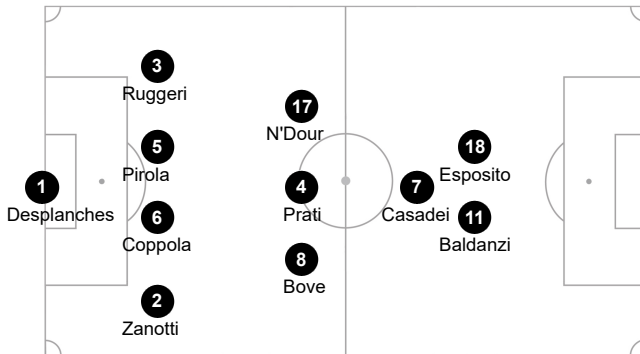 3
Ruggeri
17
N'Dour
5
Pirola
18
Esposito
1
Desplanches
4
Prati
7
Casadei
6
Coppola
11
Baldanzi
8
Bove
2
Zanotti